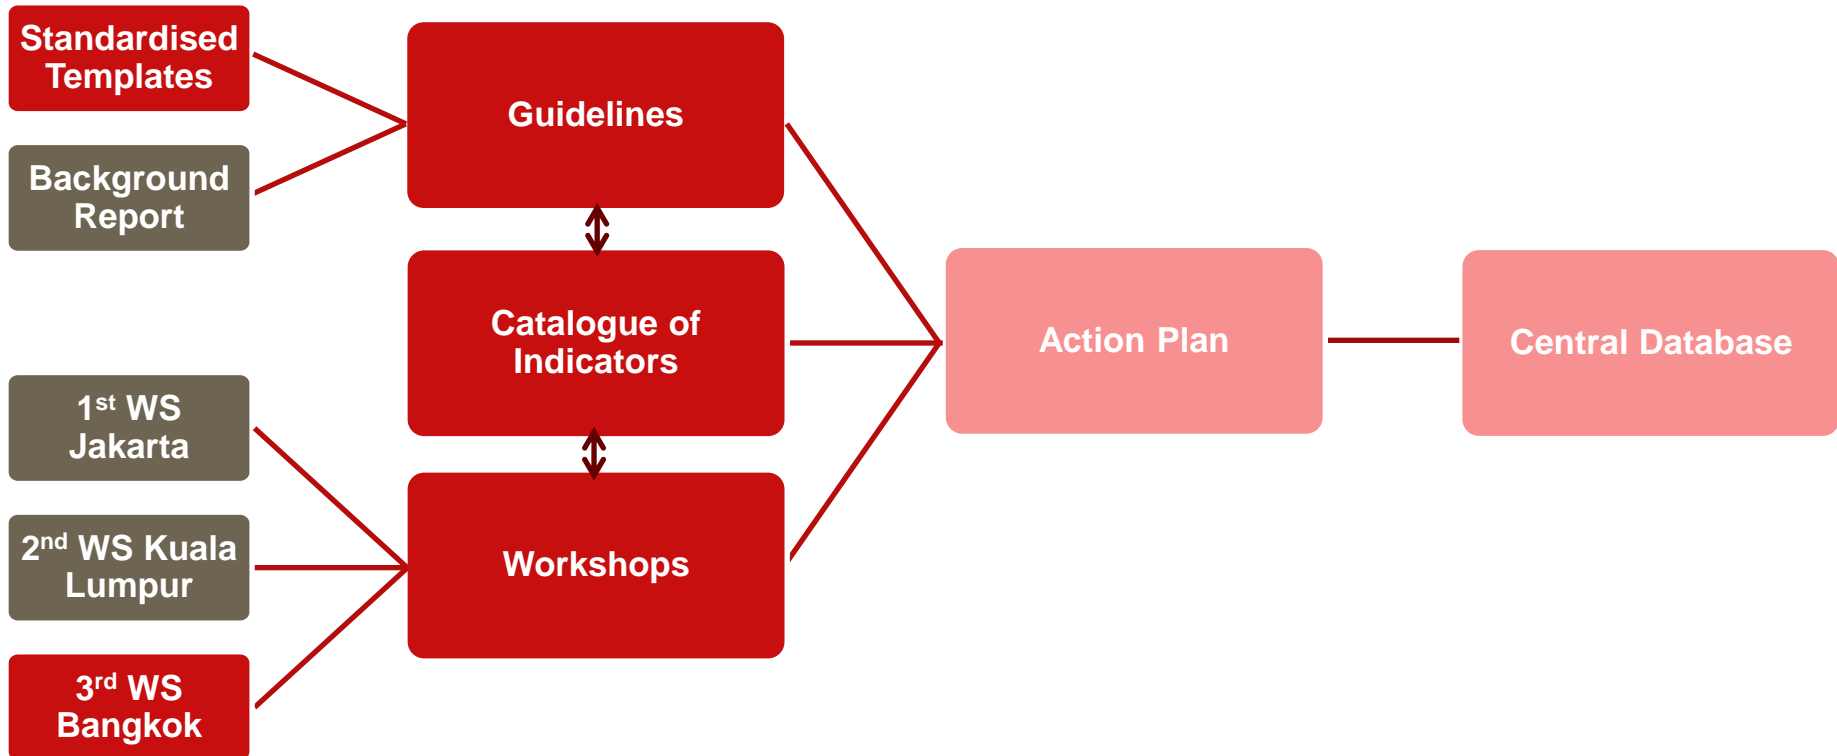 Standardised
Templates
Background
Report
1st WS
Jakarta
2nd WS Kuala
Lumpur
3rd WS
Bangkok
Guidelines
Catalogue of
Indicators
Workshops
Action Plan
Central Database